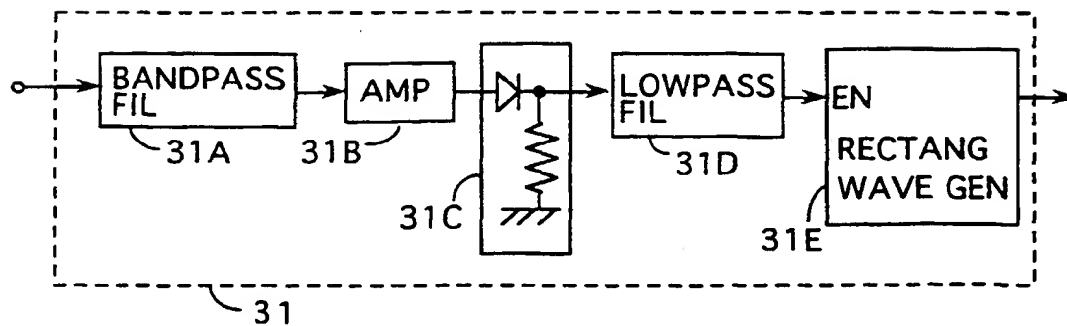 BANDPASS
FIL
31A
AMP
31B
31C
LOWPASS
FIL
31D
EN
RECTANG
WAVE GEN
31E
31